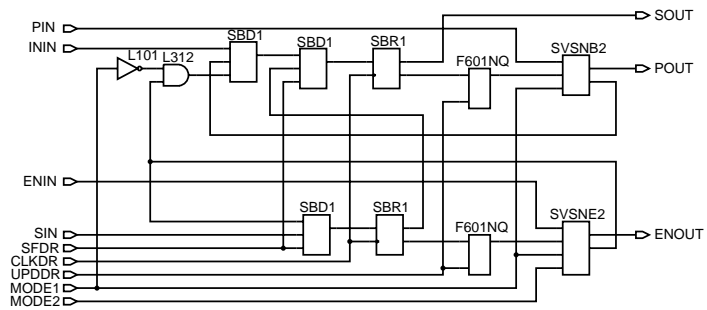 PIN
SOUT
SBD1
SBD1
SBR1
SVSNB2
ININ
L101
L312
F601NQ
POUT
ENIN
SBD1
SBR1
F601NQ
SVSNE2
SIN
SFDR
CLKDR
UPDDR
MODE1
MODE2
ENOUT